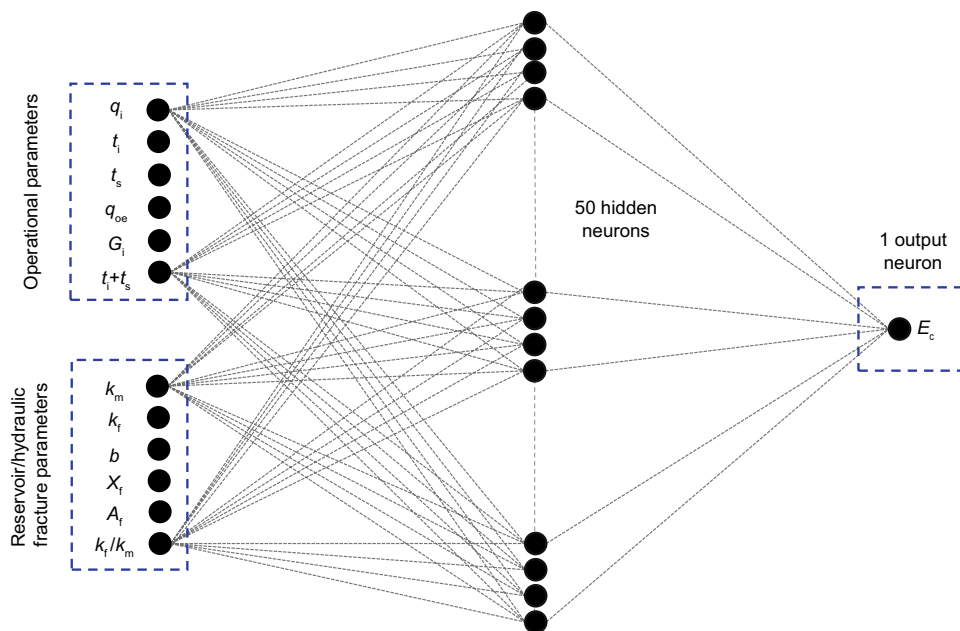 Operational parameters
q_i
t_i
t_s
q_oe
G_i
t_i+t_s
Reservoir/hydraulic
fracture parameters
k_m
k_f
b
X_f
A_f
k_f/k_m
50 hidden
neurons
1 output
neuron
E_c